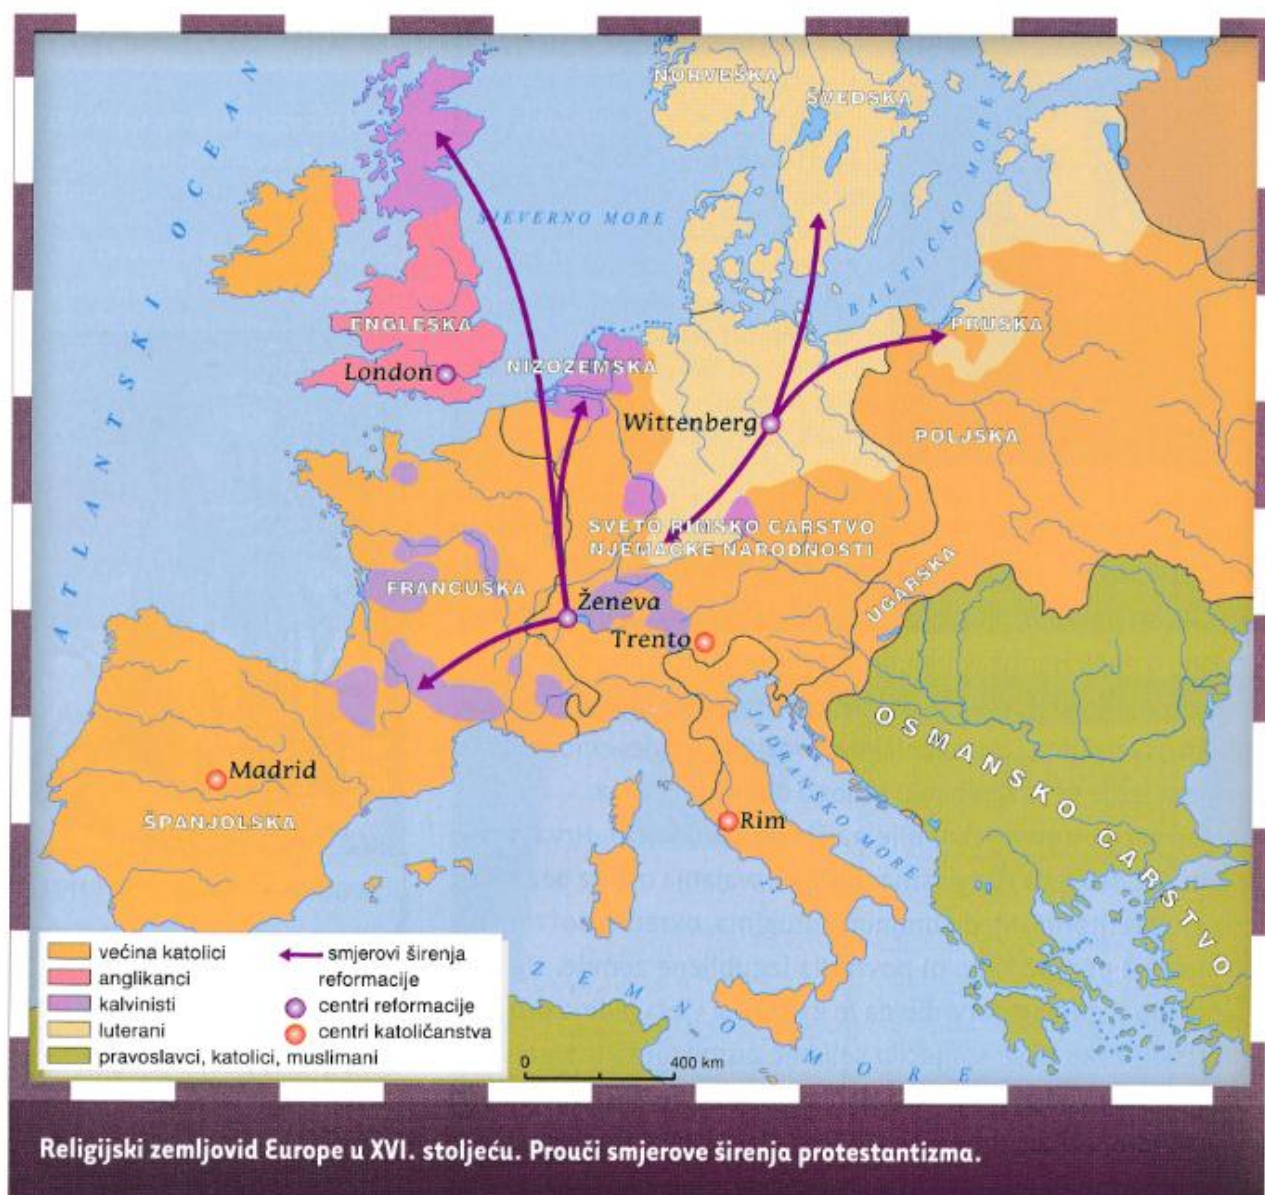 NORVEŠKA
ŠVEDSKA
ATLANTSKI OCEAN
SJEVERNO MORE
BALTIČKO MORE
ENGLESKA
London
NIZOZEMSKA
PRUSKA
Wittenberg
POLJSKA
SVETO RIMSKO CARSTVO
NJEMAČKE NARODNOSTI
FRANCUSKA
UGARSKA
Ženeva
Trento
OSMANSKO CARSTVO
JADRANSKO MORE
Madrid
ŠPANJOLSKA
Rim
većina katolici
anglikanci
kalvinisti
luterani
pravoslavci, katolici, muslimani
smjerovi širenja
reformacije
centri reformacije
centri katoličanstva
ZEMNO MORE
0 400 km
Religijski zemljovid Europe u XVI. stoljeću. Prouči smjerove širenja protestantizma.